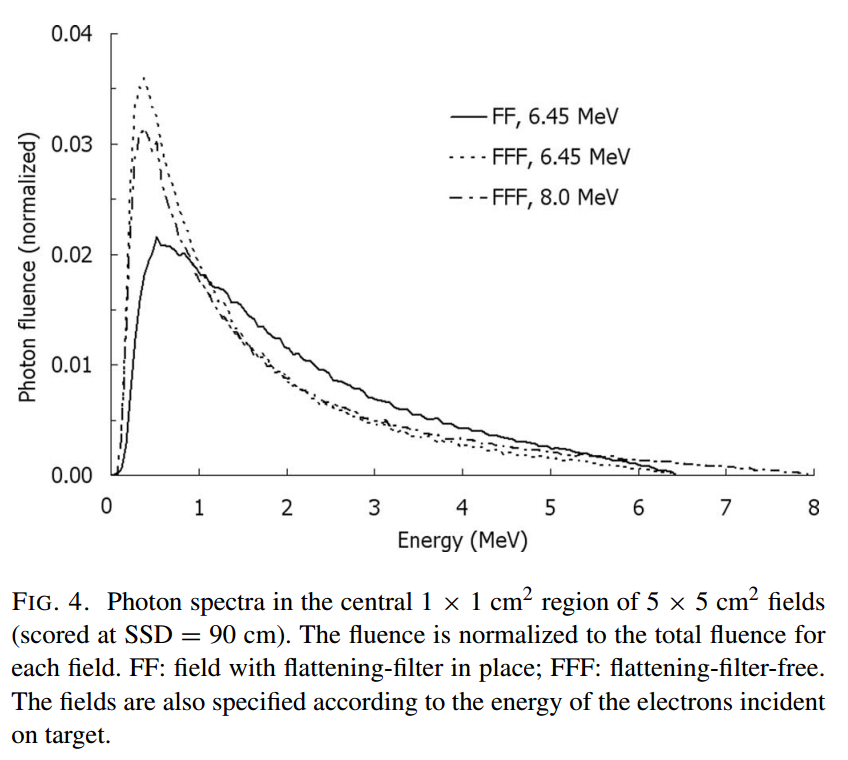 0.04
0.03
0.02
0.01
0.00
Photon fluence (normalized)
FF, 6.45 MeV
FFF, 6.45 MeV
FFF, 8.0 MeV
0 1 2 3 4 5 6 7 8
Energy (MeV)
FIG. 4. Photon spectra in the central 1 × 1 cm² region of 5 × 5 cm² fields
(scored at SSD = 90 cm). The fluence is normalized to the total fluence for
each field. FF: field with flattening-filter in place; FFF: flattening-filter-free.
The fields are also specified according to the energy of the electrons incident
on target.